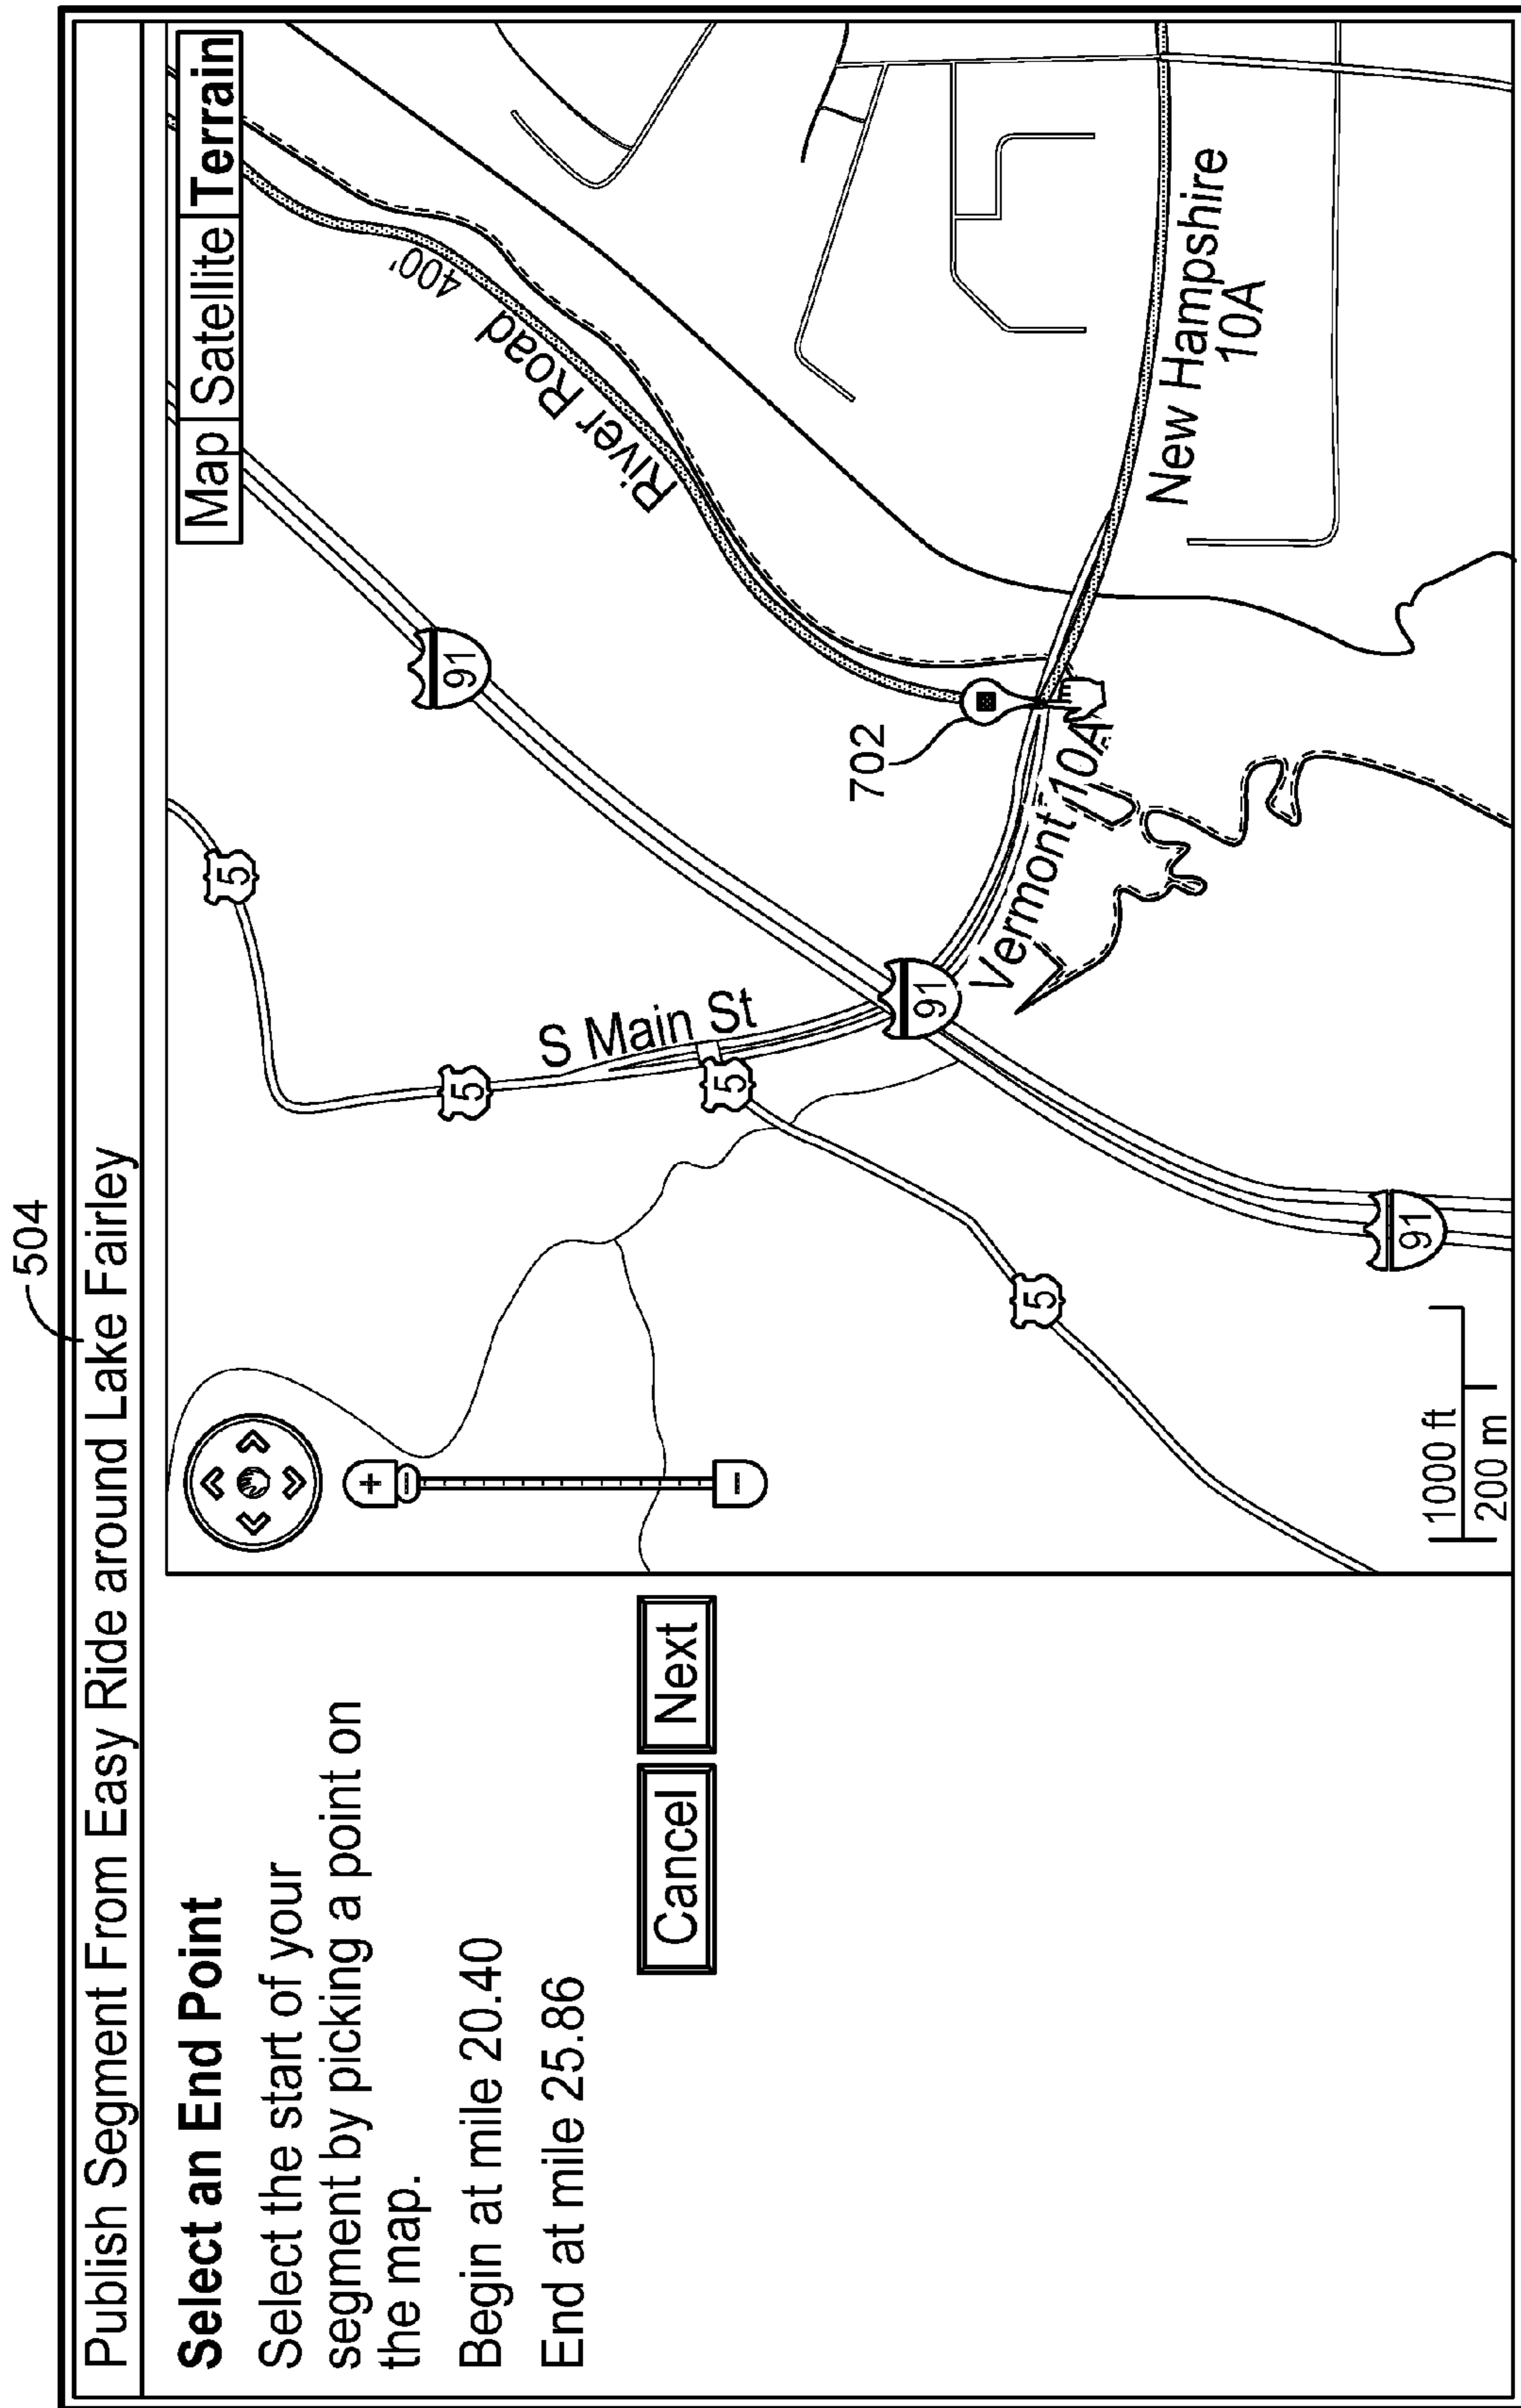 504
Publish Segment From Easy Ride around Lake Fairley
Select an End Point
Select the start of your
segment by picking a point on
the map.
Begin at mile 20.40
End at mile 25.86
Cancel
Next
+
-
-
Map
Satellite
Terrain
5
5
S Main St
5
5
91
91
91
400'
River Road
702
Vermont 10A
New Hampshire
10A
1000 ft
200 m